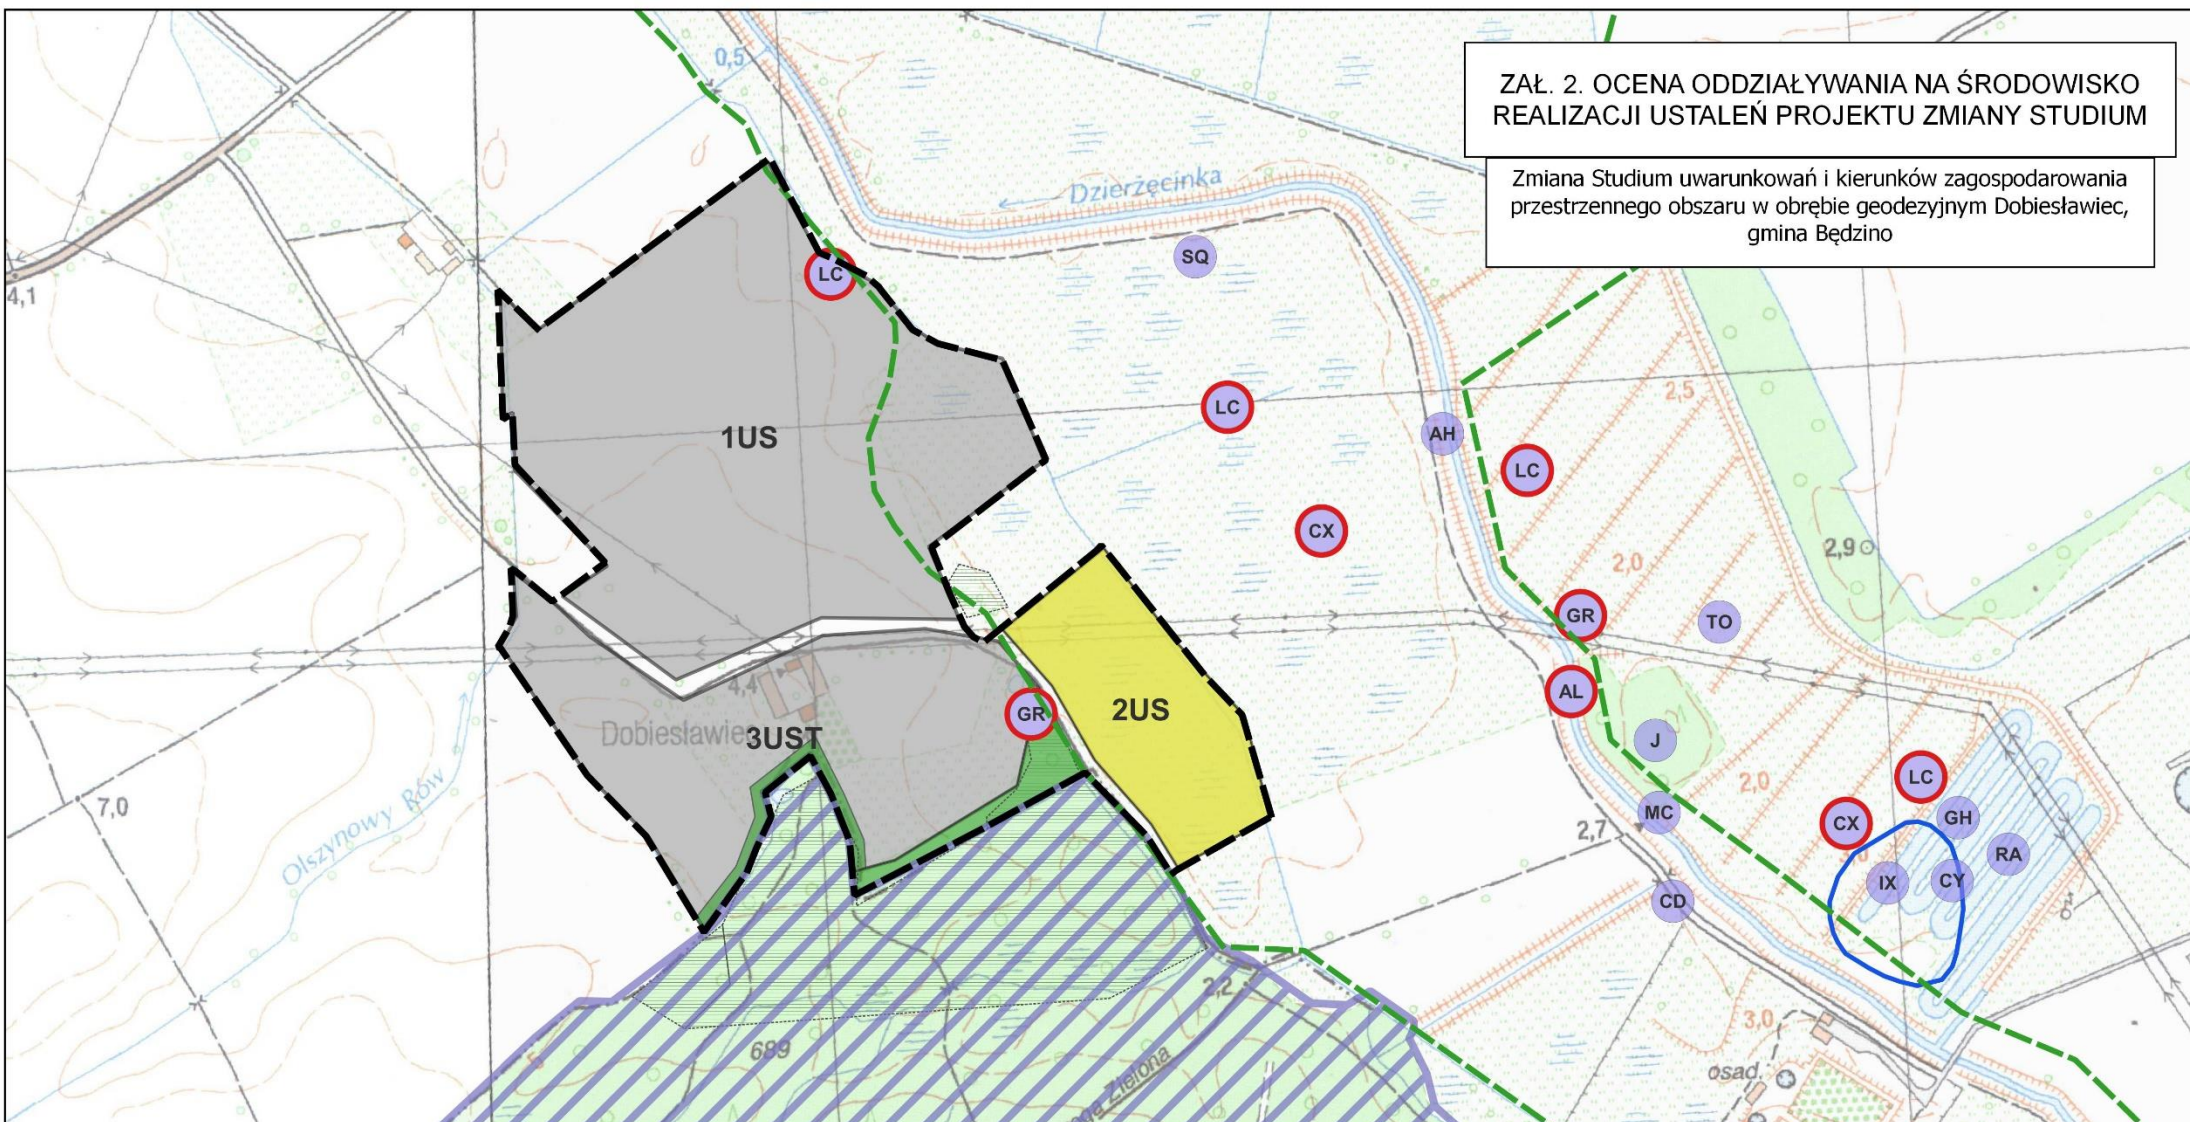 ZAŁ. 2. OCENA ODDZIAŁYWANIA NA ŚRODOWISKO
REALIZACJI USTALEŃ PROJEKTU ZMIANY STUDIUM
Zmiana Studium uwarunkowań i kierunków zagospodarowania
przestrzennego obszaru w obrębie geodezyjnym Dobiesławiec,
gmina Będzino
0,5
Dzierżęcinka
SQ
LC
4,1
2,5
LC
1US
AH
LC
CX
2,9
2,0
GR
TO
4,4
AL
GR
2US
Dobiesławiec
3UST
J
LC
2,0
7,0
MC
GH
2,7
CX
Olszynowy Rów
RA
IX
CY
CD
2,2
3,0
689
Zielona
osad.